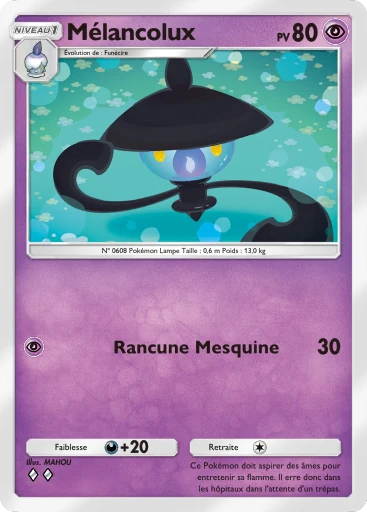 NIVEAU 1
Mélancolux
PV 80
Évolution de : Funécire
N° 0608 Pokémon Lampe Taille : 0,6 m Poids : 13,0 kg
Rancune Mesquine 30
Faiblesse +20
Retraite
Illus. MAHOU
Ce Pokémon doit aspirer des âmes pour
entretenir sa flamme. Il erre donc dans
les hôpitaux dans l'attente d'un trépas.